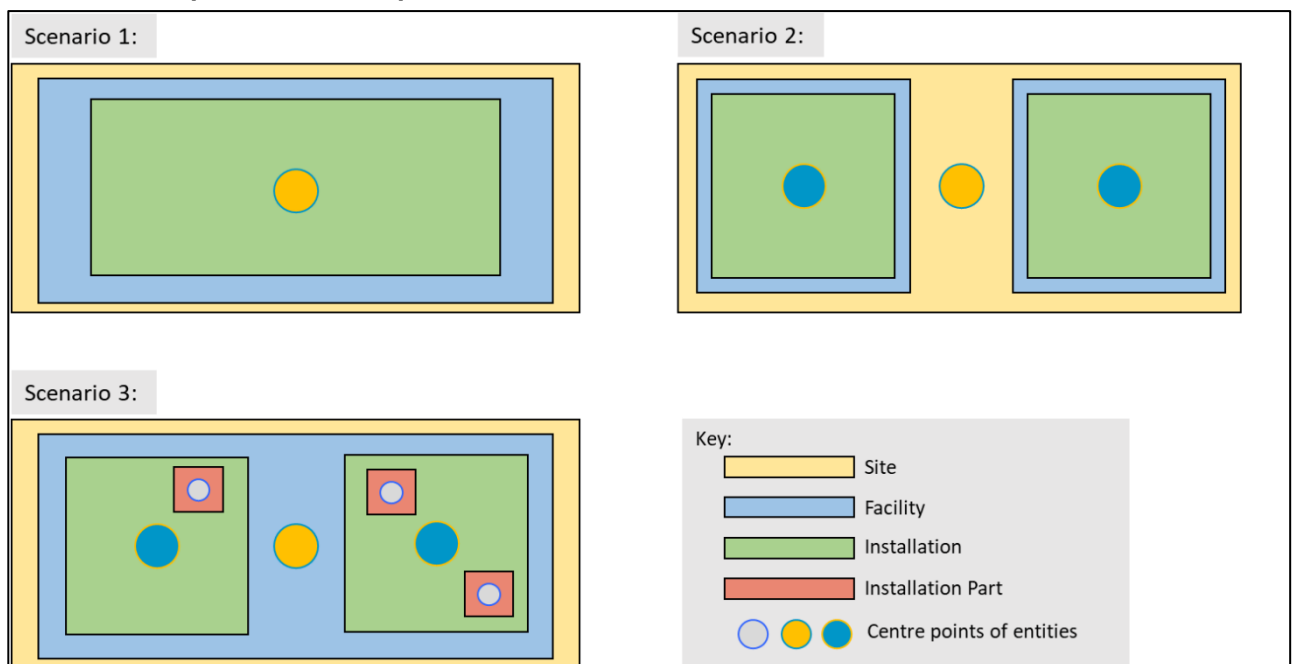 Scenario 1:
Scenario 2:
Scenario 3:
Key:
Site
Facility
Installation
Installation Part
Centre points of entities